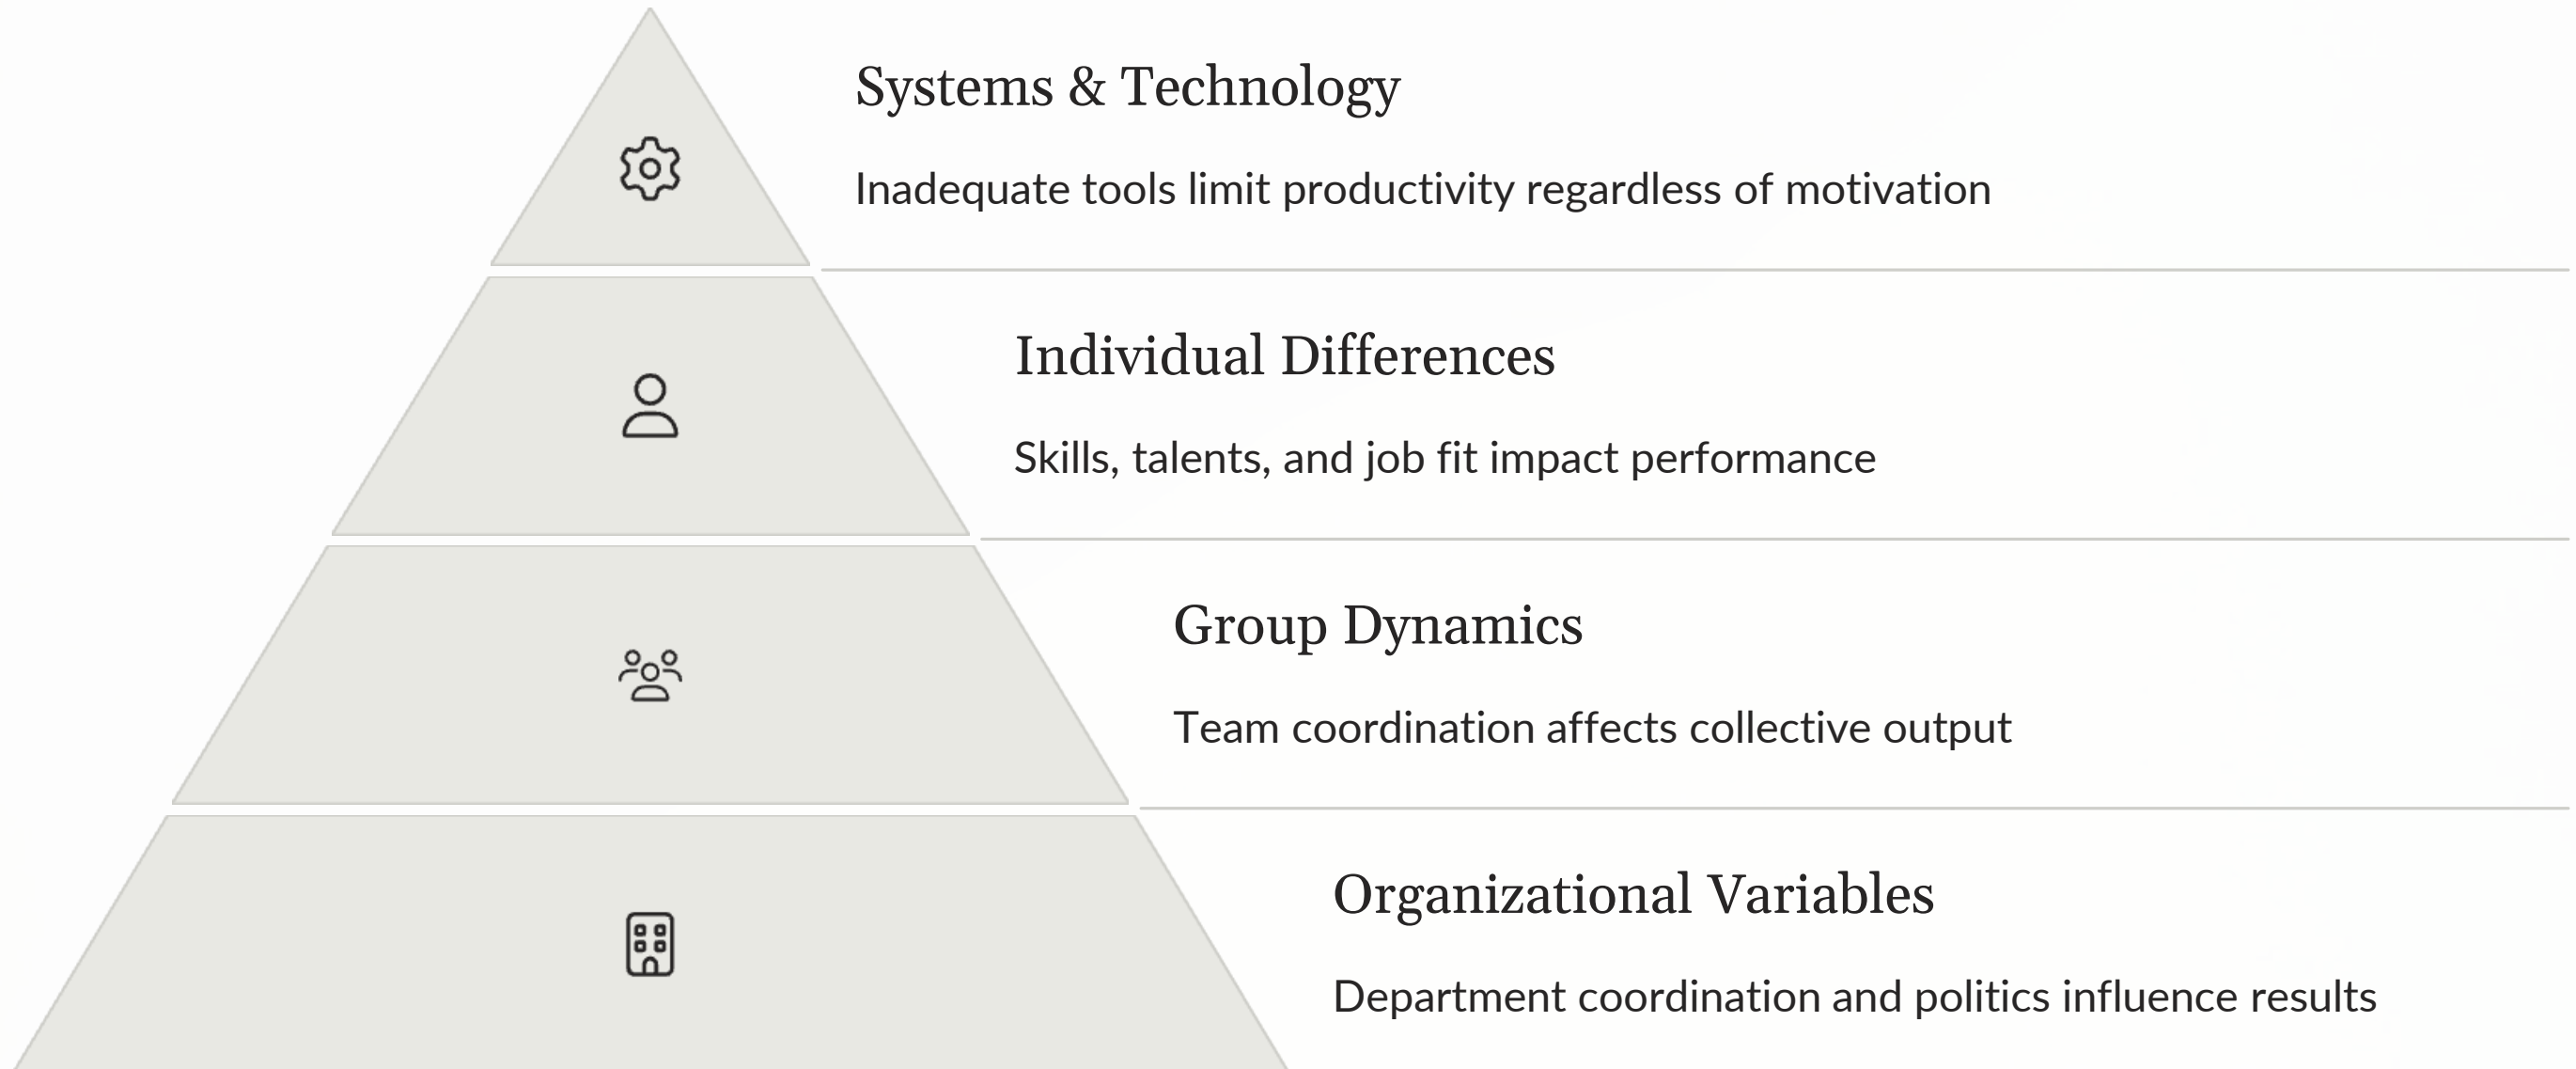 Systems & Technology
Inadequate tools limit productivity regardless of motivation
Individual Differences
Skills, talents, and job fit impact performance
Group Dynamics
Team coordination affects collective output
Organizational Variables
Department coordination and politics influence results